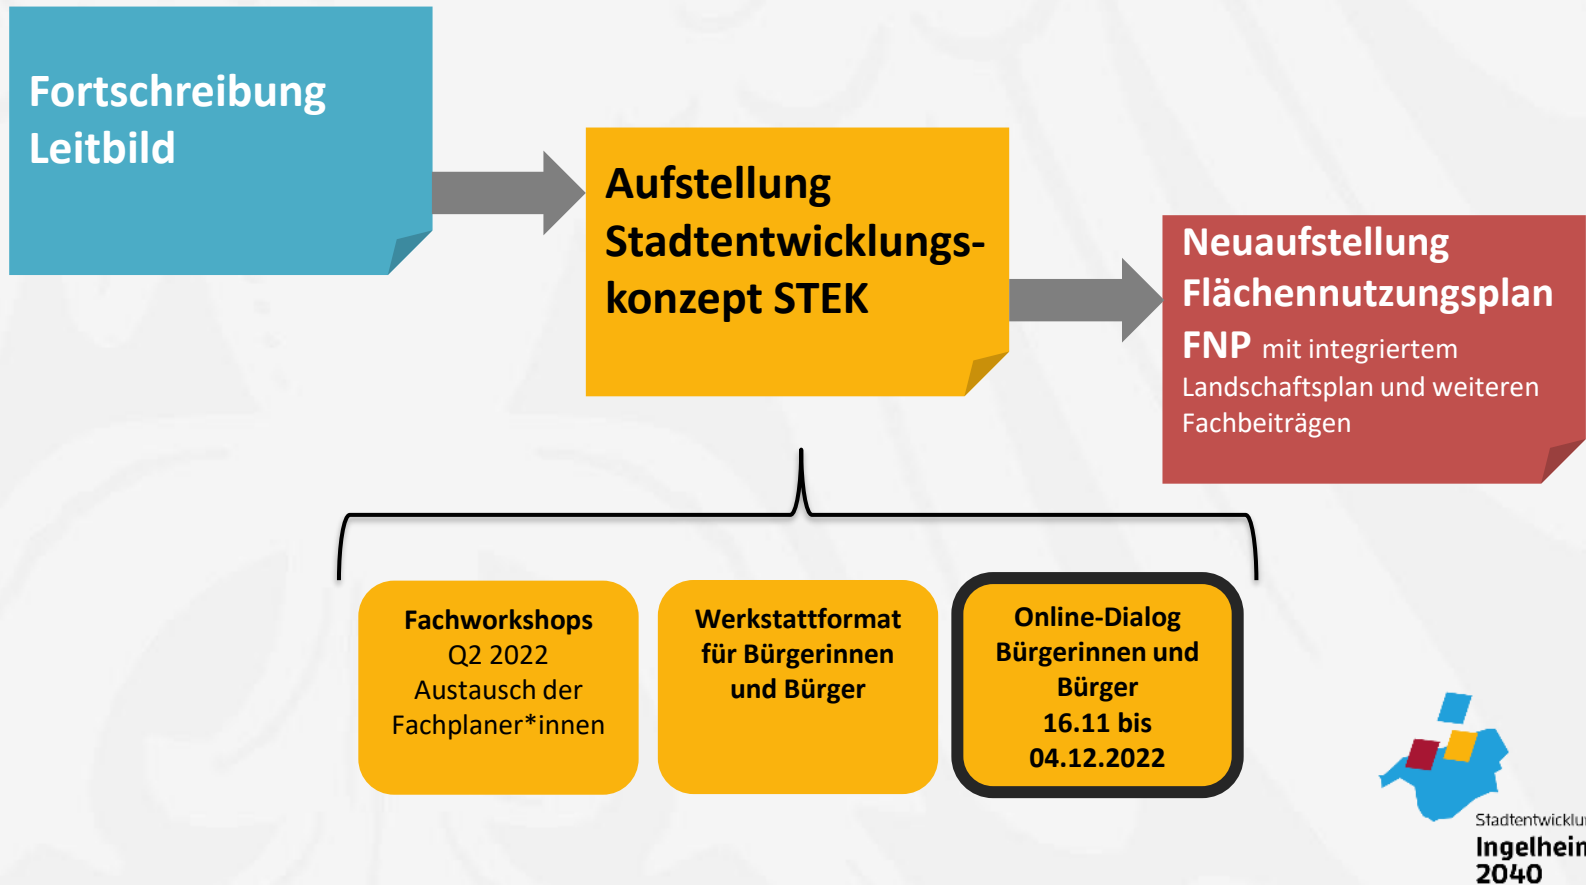 Fortschreibung
Leitbild
Aufstellung
Stadtentwicklungs-
konzept STEK
Neuaufstellung
Flächennutzungsplan
FNP mit integriertem
Landschaftsplan und weiteren
Fachbeiträgen
Fachworkshops
Q2 2022
Austausch der
Fachplaner*innen
Werkstattformat
für Bürgerinnen
und Bürger
Online-Dialog
Bürgerinnen und
Bürger
16.11 bis
04.12.2022
Stadtentwicklun
Ingelhein
2040